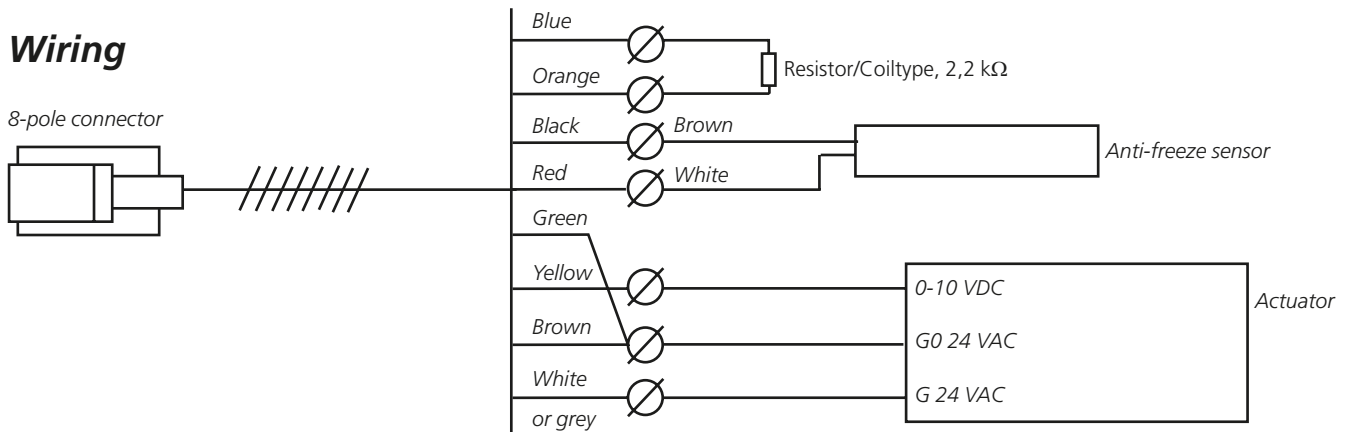 Wiring
8-pole connector
Blue
Orange
Resistor/Coiltype, 2,2 kΩ
Black
Brown
Anti-freeze sensor
Red
White
Green
Yellow
0-10 VDC
Actuator
Brown
G0 24 VAC
White
or grey
G 24 VAC